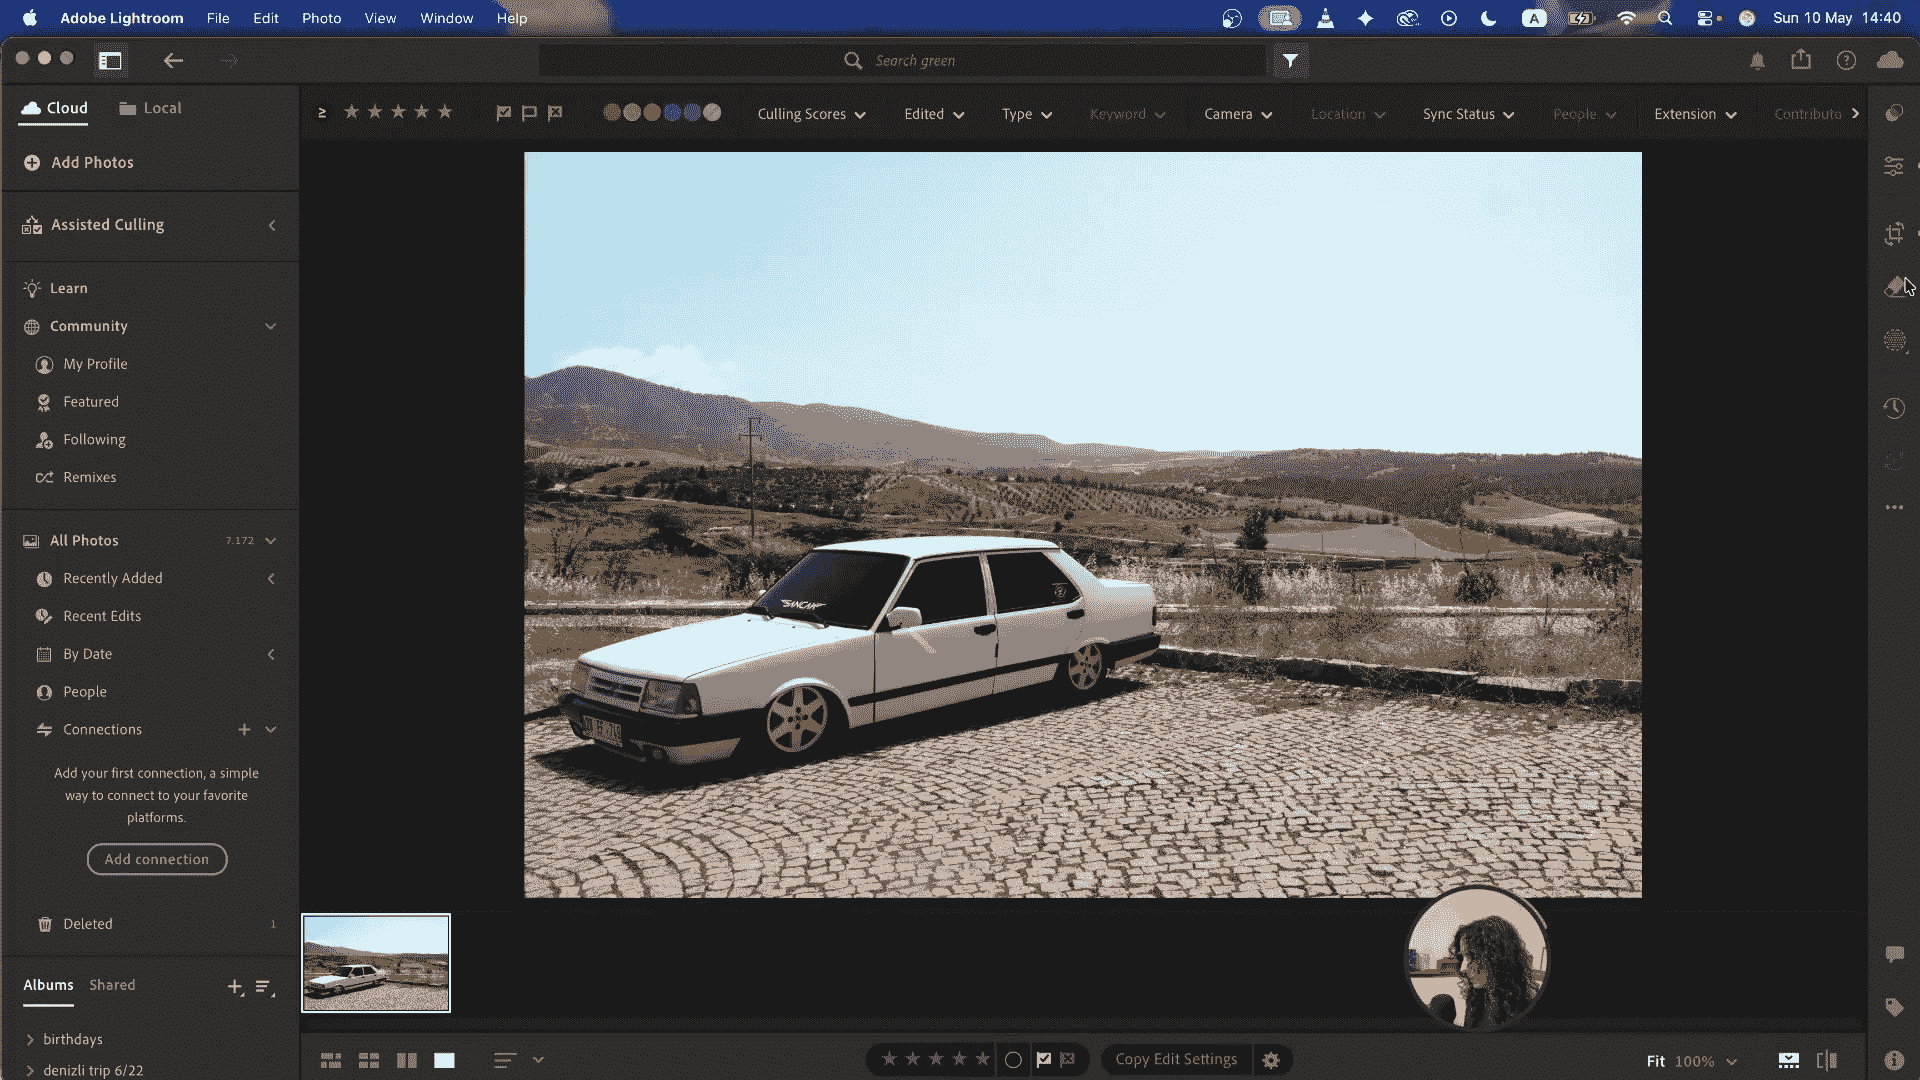 Adobe Lightroom File Edit Photo View Window Help
A Sun 10 May 14:40
Search green
Cloud Local
≥ Culling Scores Edited Type Keyword Camera Location Sync Status People Extension Contributo
Add Photos
Assisted Culling
Learn
Community
My Profile
Featured
Following
Remixes
All Photos 7.172
Recently Added
Recent Edits
By Date
People
Connections
Add your first connection, a simple
way to connect to your favorite
platforms.
Add connection
Deleted 1
Albums Shared
birthdays
denizli trip 6/22
SANCAK
Copy Edit Settings
Fit 100%